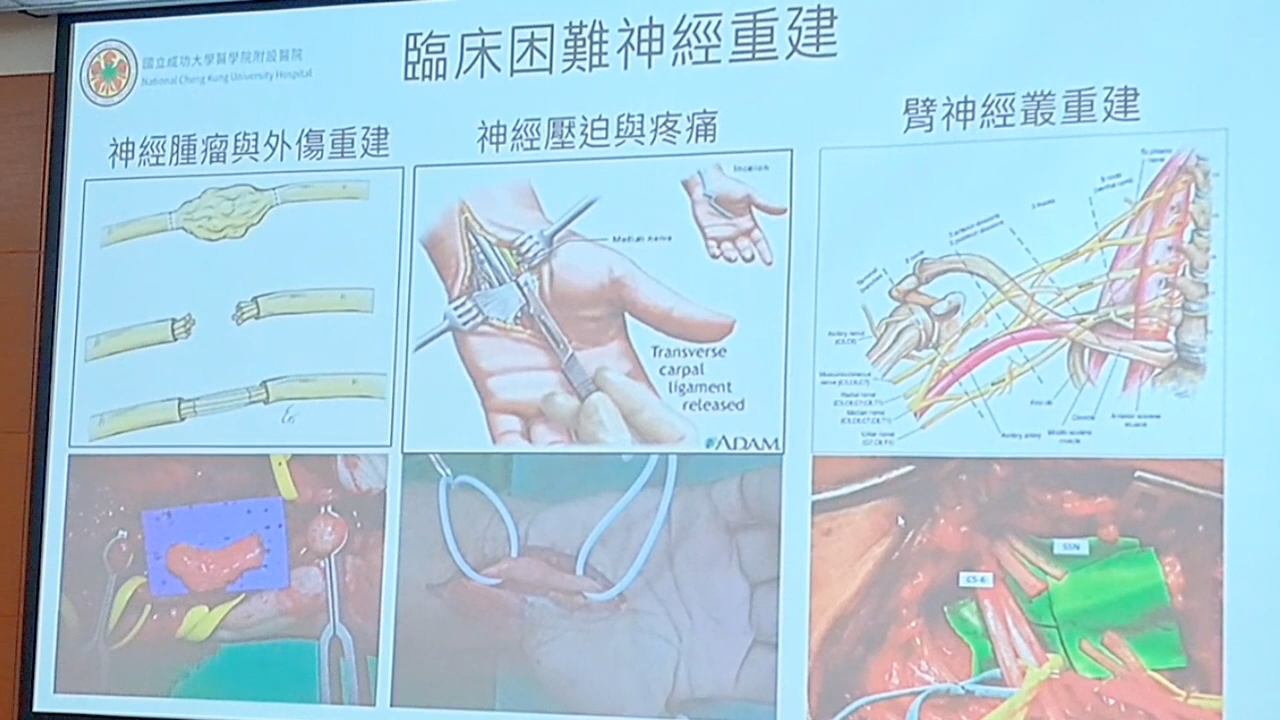 國立成功大學醫學院附設醫院
National Cheng Kung University Hospital
臨床困難神經重建
神經腫瘤與外傷重建
神經壓迫與疼痛
臂神經叢重建
Incision
Median nerve
Transverse
carpal
ligament
released
ADAM
Axillary artery
Clavicle
SSN
C5-6